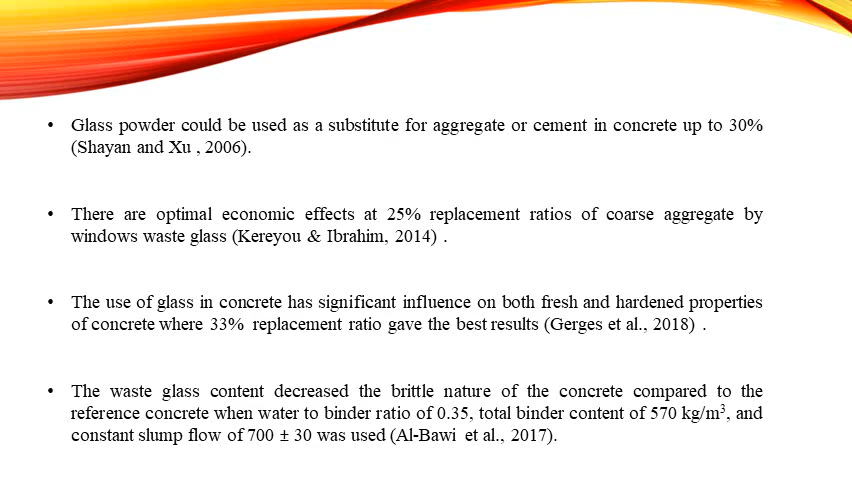 • Glass powder could be used as a substitute for aggregate or cement in concrete up to 30%
(Shayan and Xu , 2006).
• There are optimal economic effects at 25% replacement ratios of coarse aggregate by
windows waste glass (Kereyou & Ibrahim, 2014) .
• The use of glass in concrete has significant influence on both fresh and hardened properties
of concrete where 33% replacement ratio gave the best results (Gerges et al., 2018) .
• The waste glass content decreased the brittle nature of the concrete compared to the
reference concrete when water to binder ratio of 0.35, total binder content of 570 kg/m³, and
constant slump flow of 700 ± 30 was used (Al-Bawi et al., 2017).